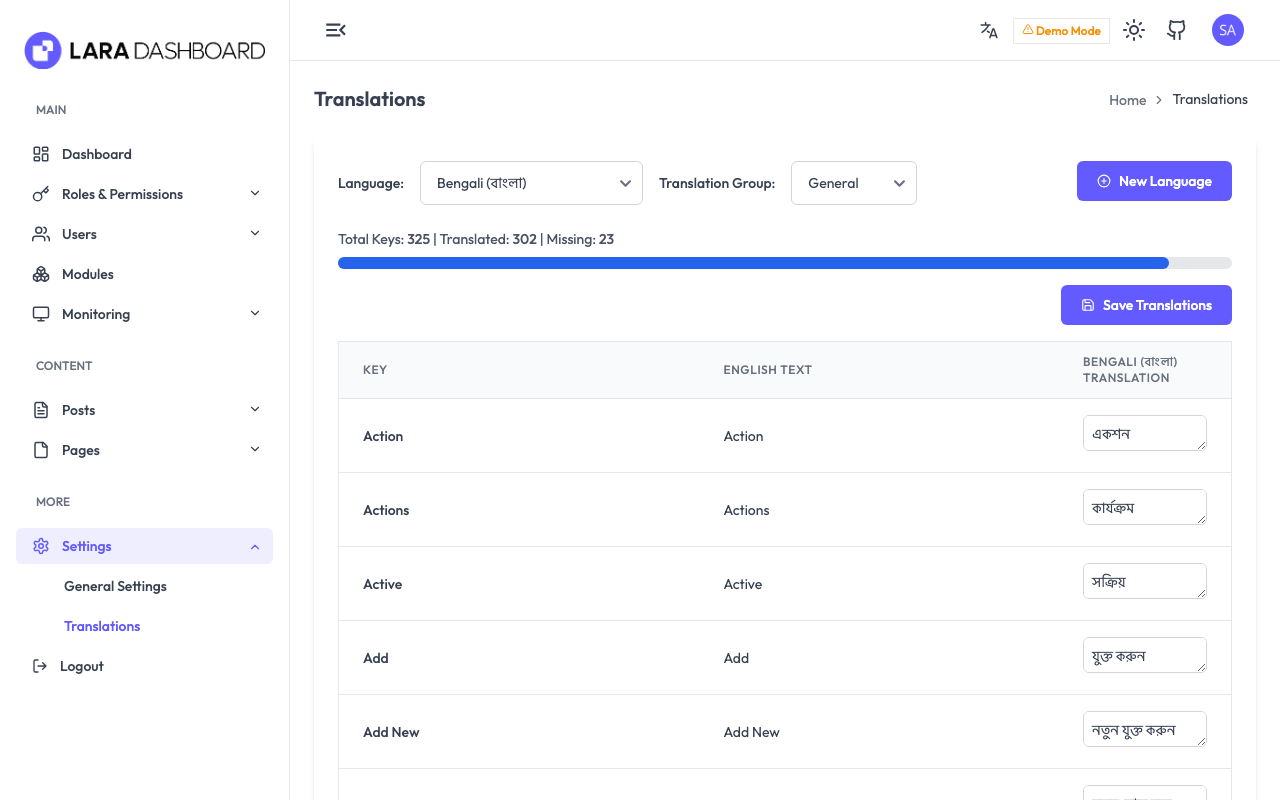 LARA DASHBOARD
MAIN
Dashboard
Roles & Permissions
Users
Modules
Monitoring
CONTENT
Posts
Pages
MORE
Settings
General Settings
Translations
Logout
Demo Mode
SA
Translations
Home > Translations
Language: Bengali (বাংলা) Translation Group: General New Language
Total Keys: 325 | Translated: 302 | Missing: 23
Save Translations
KEY ENGLISH TEXT BENGALI (বাংলা) TRANSLATION
Action Action একশন
Actions Actions কার্যক্রম
Active Active সক্রিয়
Add Add যুক্ত করুন
Add New Add New নতুন যুক্ত করুন